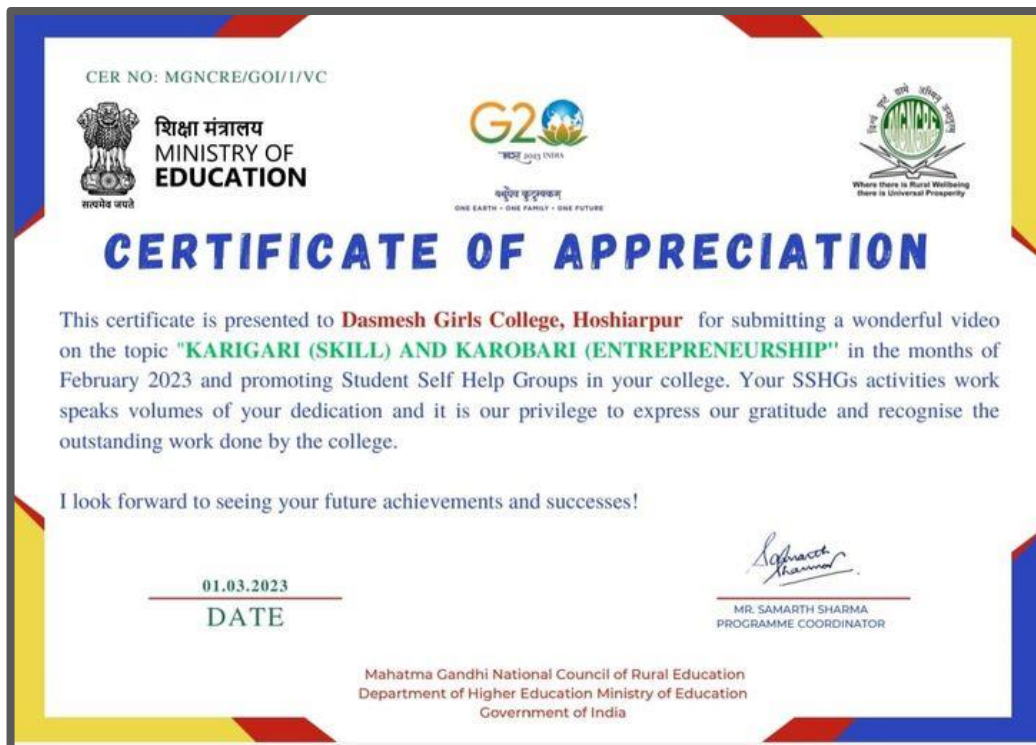 CER NO: MGNCRE/GOI/1/VC
सत्यमेव जयते
शिक्षा मंत्रालय
MINISTRY OF
EDUCATION
G20
भारत 2023 INDIA
वसुधैव कुटुम्बकम्
ONE EARTH • ONE FAMILY • ONE FUTURE
MGNCRE
Where there is Rural Wellbeing
there is Universal Prosperity
CERTIFICATE OF APPRECIATION
This certificate is presented to Dasmesh Girls College, Hoshiarpur for submitting a wonderful video
on the topic "KARIGARI (SKILL) AND KAROBARI (ENTREPRENEURSHIP" in the months of
February 2023 and promoting Student Self Help Groups in your college. Your SSHGs activities work
speaks volumes of your dedication and it is our privilege to express our gratitude and recognise the
outstanding work done by the college.
I look forward to seeing your future achievements and successes!
01.03.2023
DATE
Samarth
Sharma
MR. SAMARTH SHARMA
PROGRAMME COORDINATOR
Mahatma Gandhi National Council of Rural Education
Department of Higher Education Ministry of Education
Government of India